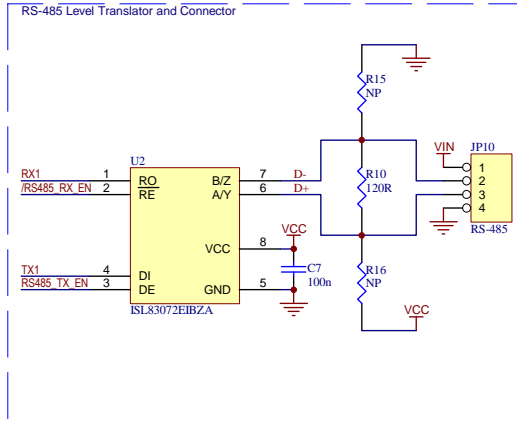 RS-485 Level Translator and Connector
R15
NP
U2
VIN
JP10
RX1
1
RO
B/Z
7
D-
R10
120R
1
2
3
4
/RS485_RX_EN
2
RE
A/Y
6
D+
RS-485
VCC
VCC
8
C7
100n
TX1
4
DI
RS485_TX_EN
3
DE
GND
5
R16
NP
ISL83072EIBZA
VCC